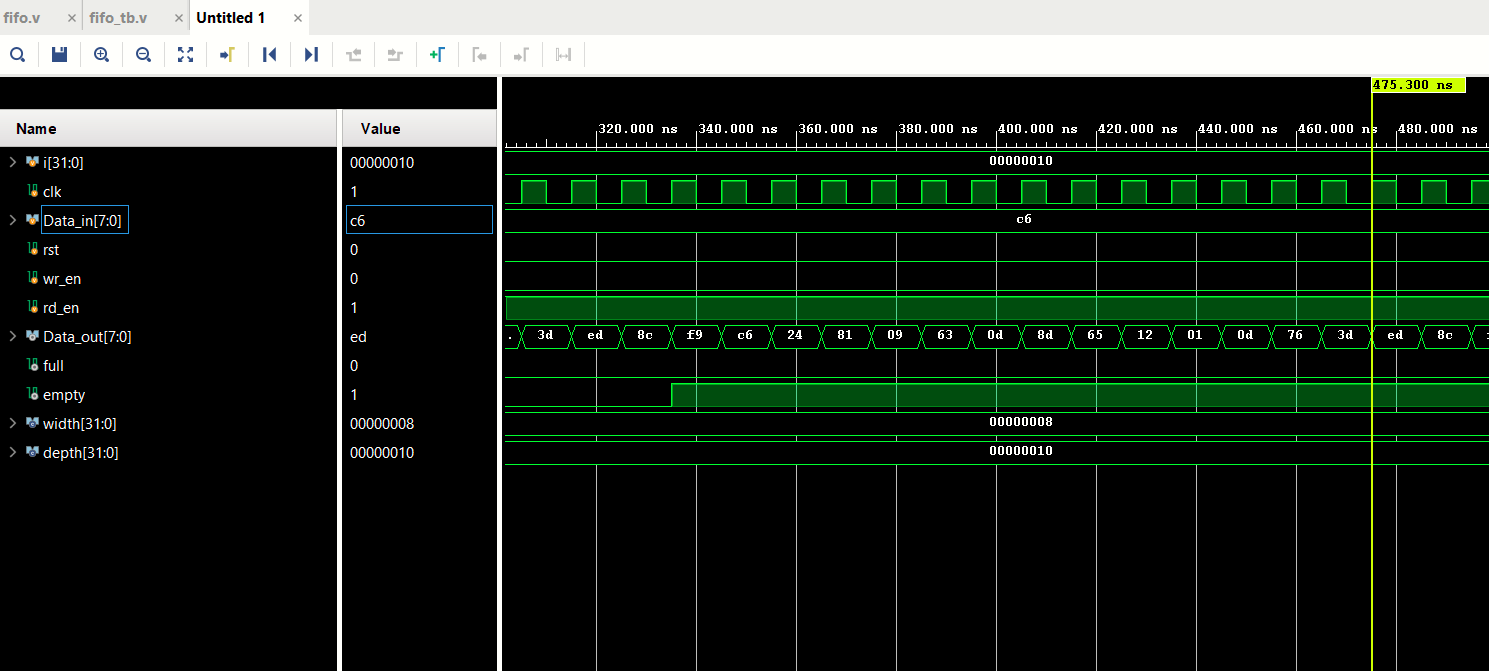 fifo.v × fifo_tb.v × Untitled 1 ×
475.300 ns
Name Value 320.000 ns 340.000 ns 360.000 ns 380.000 ns 400.000 ns 420.000 ns 440.000 ns 460.000 ns 480.000 ns
i[31:0] 00000010 00000010
clk 1
Data_in[7:0] c6 c6
rst 0
wr_en 0
rd_en 1
Data_out[7:0] ed . 3d ed 8c f9 c6 24 81 09 63 0d 8d 65 12 01 0d 76 3d ed 8c
full 0
empty 1
width[31:0] 00000008 00000008
depth[31:0] 00000010 00000010